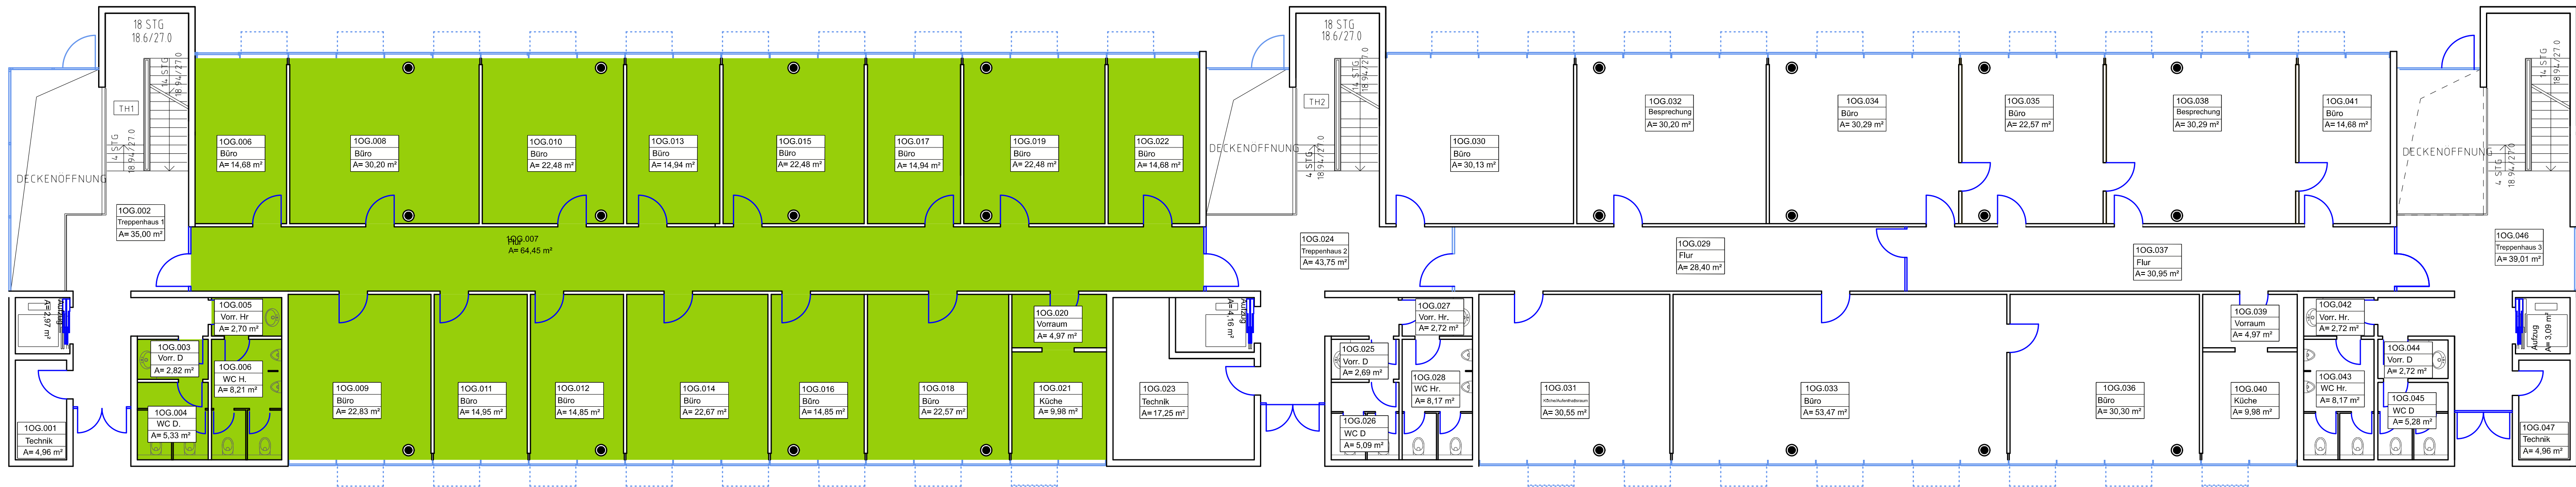 18 STG
18.6/27.0
14 STG
18.94/27.0
TH1
4 STG
18.94/27.0
DECKENÖFFNUNG
1OG.002
Treppenhaus 1
A= 35,00 m²
Aufzug
A= 2,97 m²
1OG.001
Technik
A= 4,96 m²
1OG.005
Vorr. Hr
A= 2,70 m²
1OG.003
Vorr. D
A= 2,82 m²
1OG.006
WC H.
A= 8,21 m²
1OG.004
WC D.
A= 5,33 m²
1OG.006
Büro
A= 14,68 m²
1OG.008
Büro
A= 30,20 m²
1OG.010
Büro
A= 22,48 m²
1OG.013
Büro
A= 14,94 m²
1OG.015
Büro
A= 22,48 m²
1OG.017
Büro
A= 14,94 m²
1OG.019
Büro
A= 22,48 m²
1OG.022
Büro
A= 14,68 m²
1OG.007
Flur
A= 64,45 m²
1OG.009
Büro
A= 22,83 m²
1OG.011
Büro
A= 14,95 m²
1OG.012
Büro
A= 14,85 m²
1OG.014
Büro
A= 22,67 m²
1OG.016
Büro
A= 14,85 m²
1OG.018
Büro
A= 22,57 m²
1OG.020
Vorraum
A= 4,97 m²
1OG.021
Küche
A= 9,98 m²
1OG.023
Technik
A= 17,25 m²
Aufzug
A= 4,16 m²
18 STG
18.6/27.0
14 STG
18.94/27.0
TH2
4 STG
18.94/27.0
DECKENÖFFNUNG
1OG.024
Treppenhaus 2
A= 43,75 m²
1OG.027
Vorr. Hr.
A= 2,72 m²
1OG.025
Vorr. D
A= 2,69 m²
1OG.028
WC Hr.
A= 8,17 m²
1OG.026
WC D
A= 5,09 m²
1OG.030
Büro
A= 30,13 m²
1OG.032
Besprechung
A= 30,20 m²
1OG.034
Büro
A= 30,29 m²
1OG.035
Büro
A= 22,57 m²
1OG.038
Besprechung
A= 30,29 m²
1OG.041
Büro
A= 14,68 m²
1OG.029
Flur
A= 28,40 m²
1OG.037
Flur
A= 30,95 m²
1OG.031
Küche/Aufenthaltsraum
A= 30,55 m²
1OG.033
Büro
A= 53,47 m²
1OG.036
Büro
A= 30,30 m²
1OG.039
Vorraum
A= 4,97 m²
1OG.040
Küche
A= 9,98 m²
1OG.042
Vorr. Hr.
A= 2,72 m²
1OG.044
Vorr. D
A= 2,72 m²
1OG.043
WC Hr.
A= 8,17 m²
1OG.045
WC D
A= 5,28 m²
14 STG
18.94/27.0
4 STG
18.94/27.0
DECKENÖFFNUNG
1OG.046
Treppenhaus 3
A= 39,01 m²
Aufzug
A= 3,09 m²
1OG.047
Technik
A= 4,96 m²